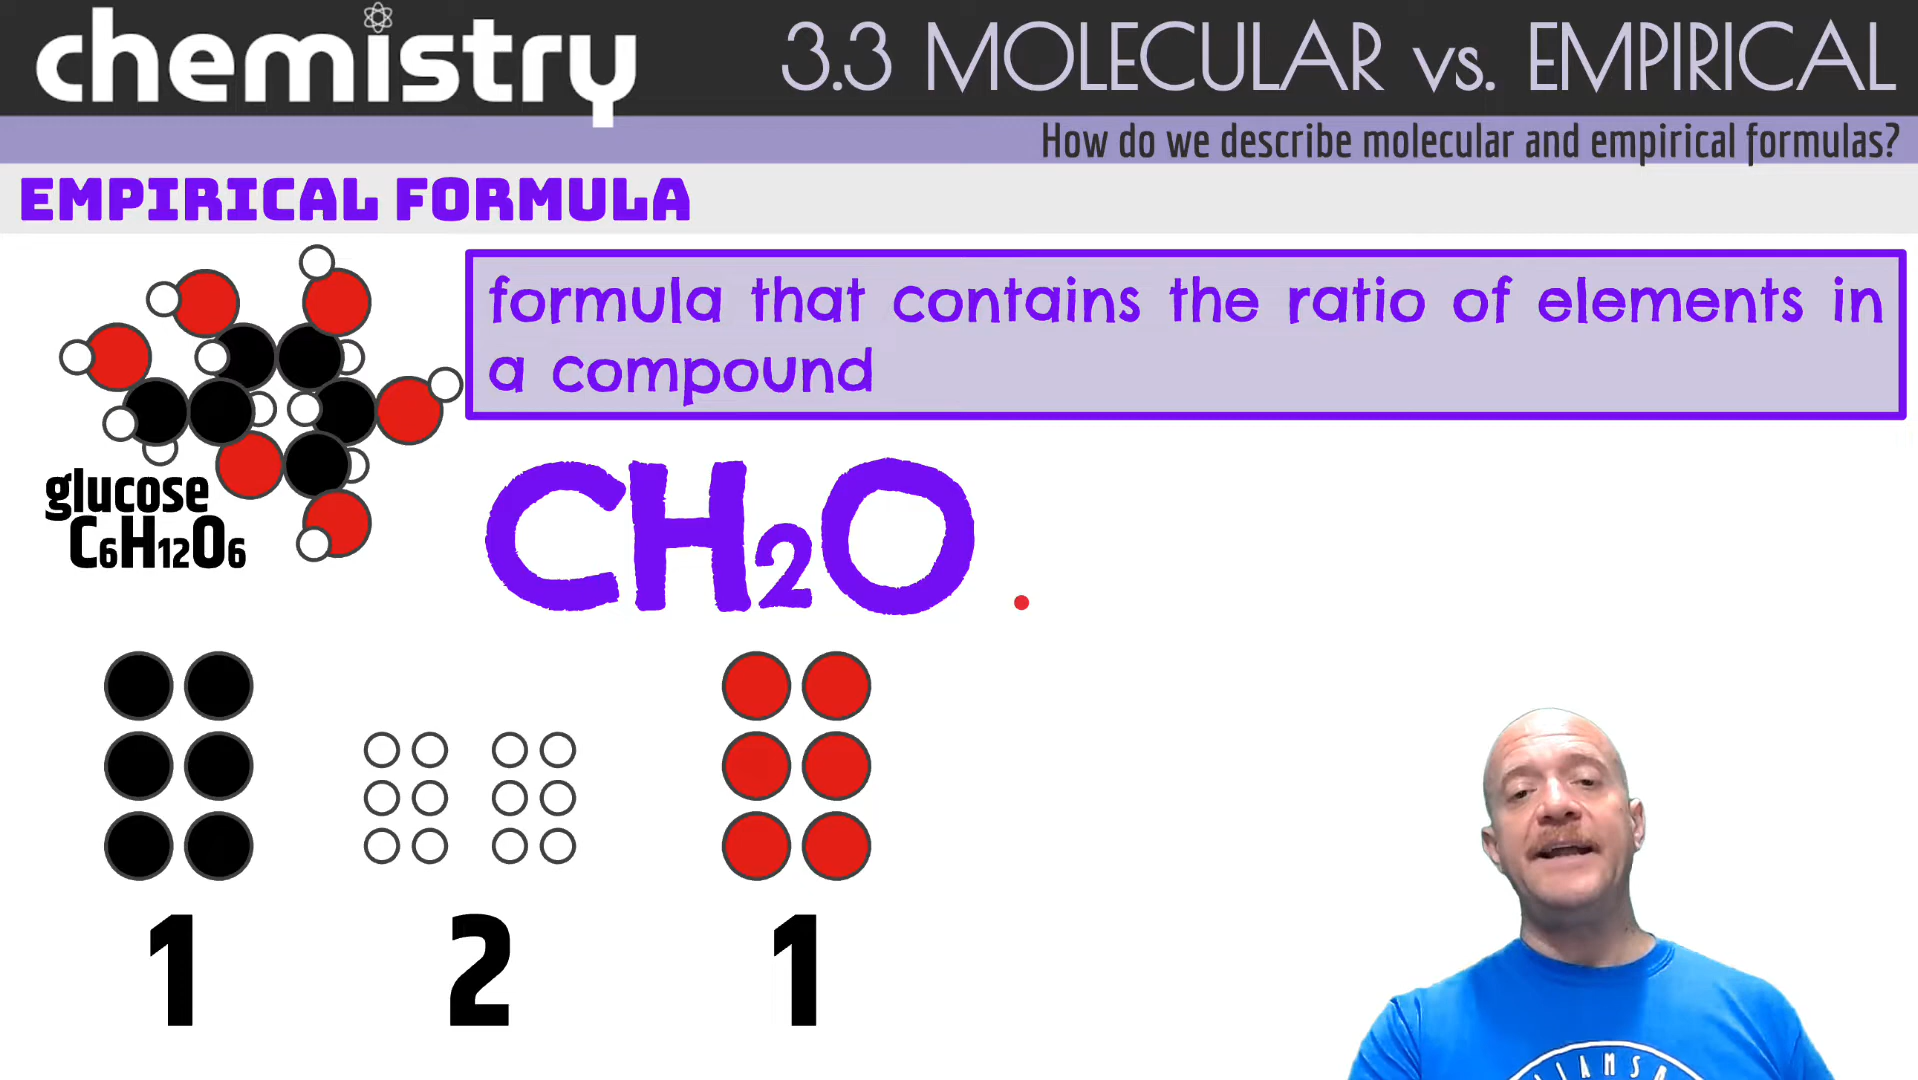 chemistry
3.3 MOLECULAR vs. EMPIRICAL
How do we describe molecular and empirical formulas?
EMPIRICAL FORMULA
formula that contains the ratio of elements in
a compound
glucose
C₆H₁₂O₆
CH₂O
1 2 1